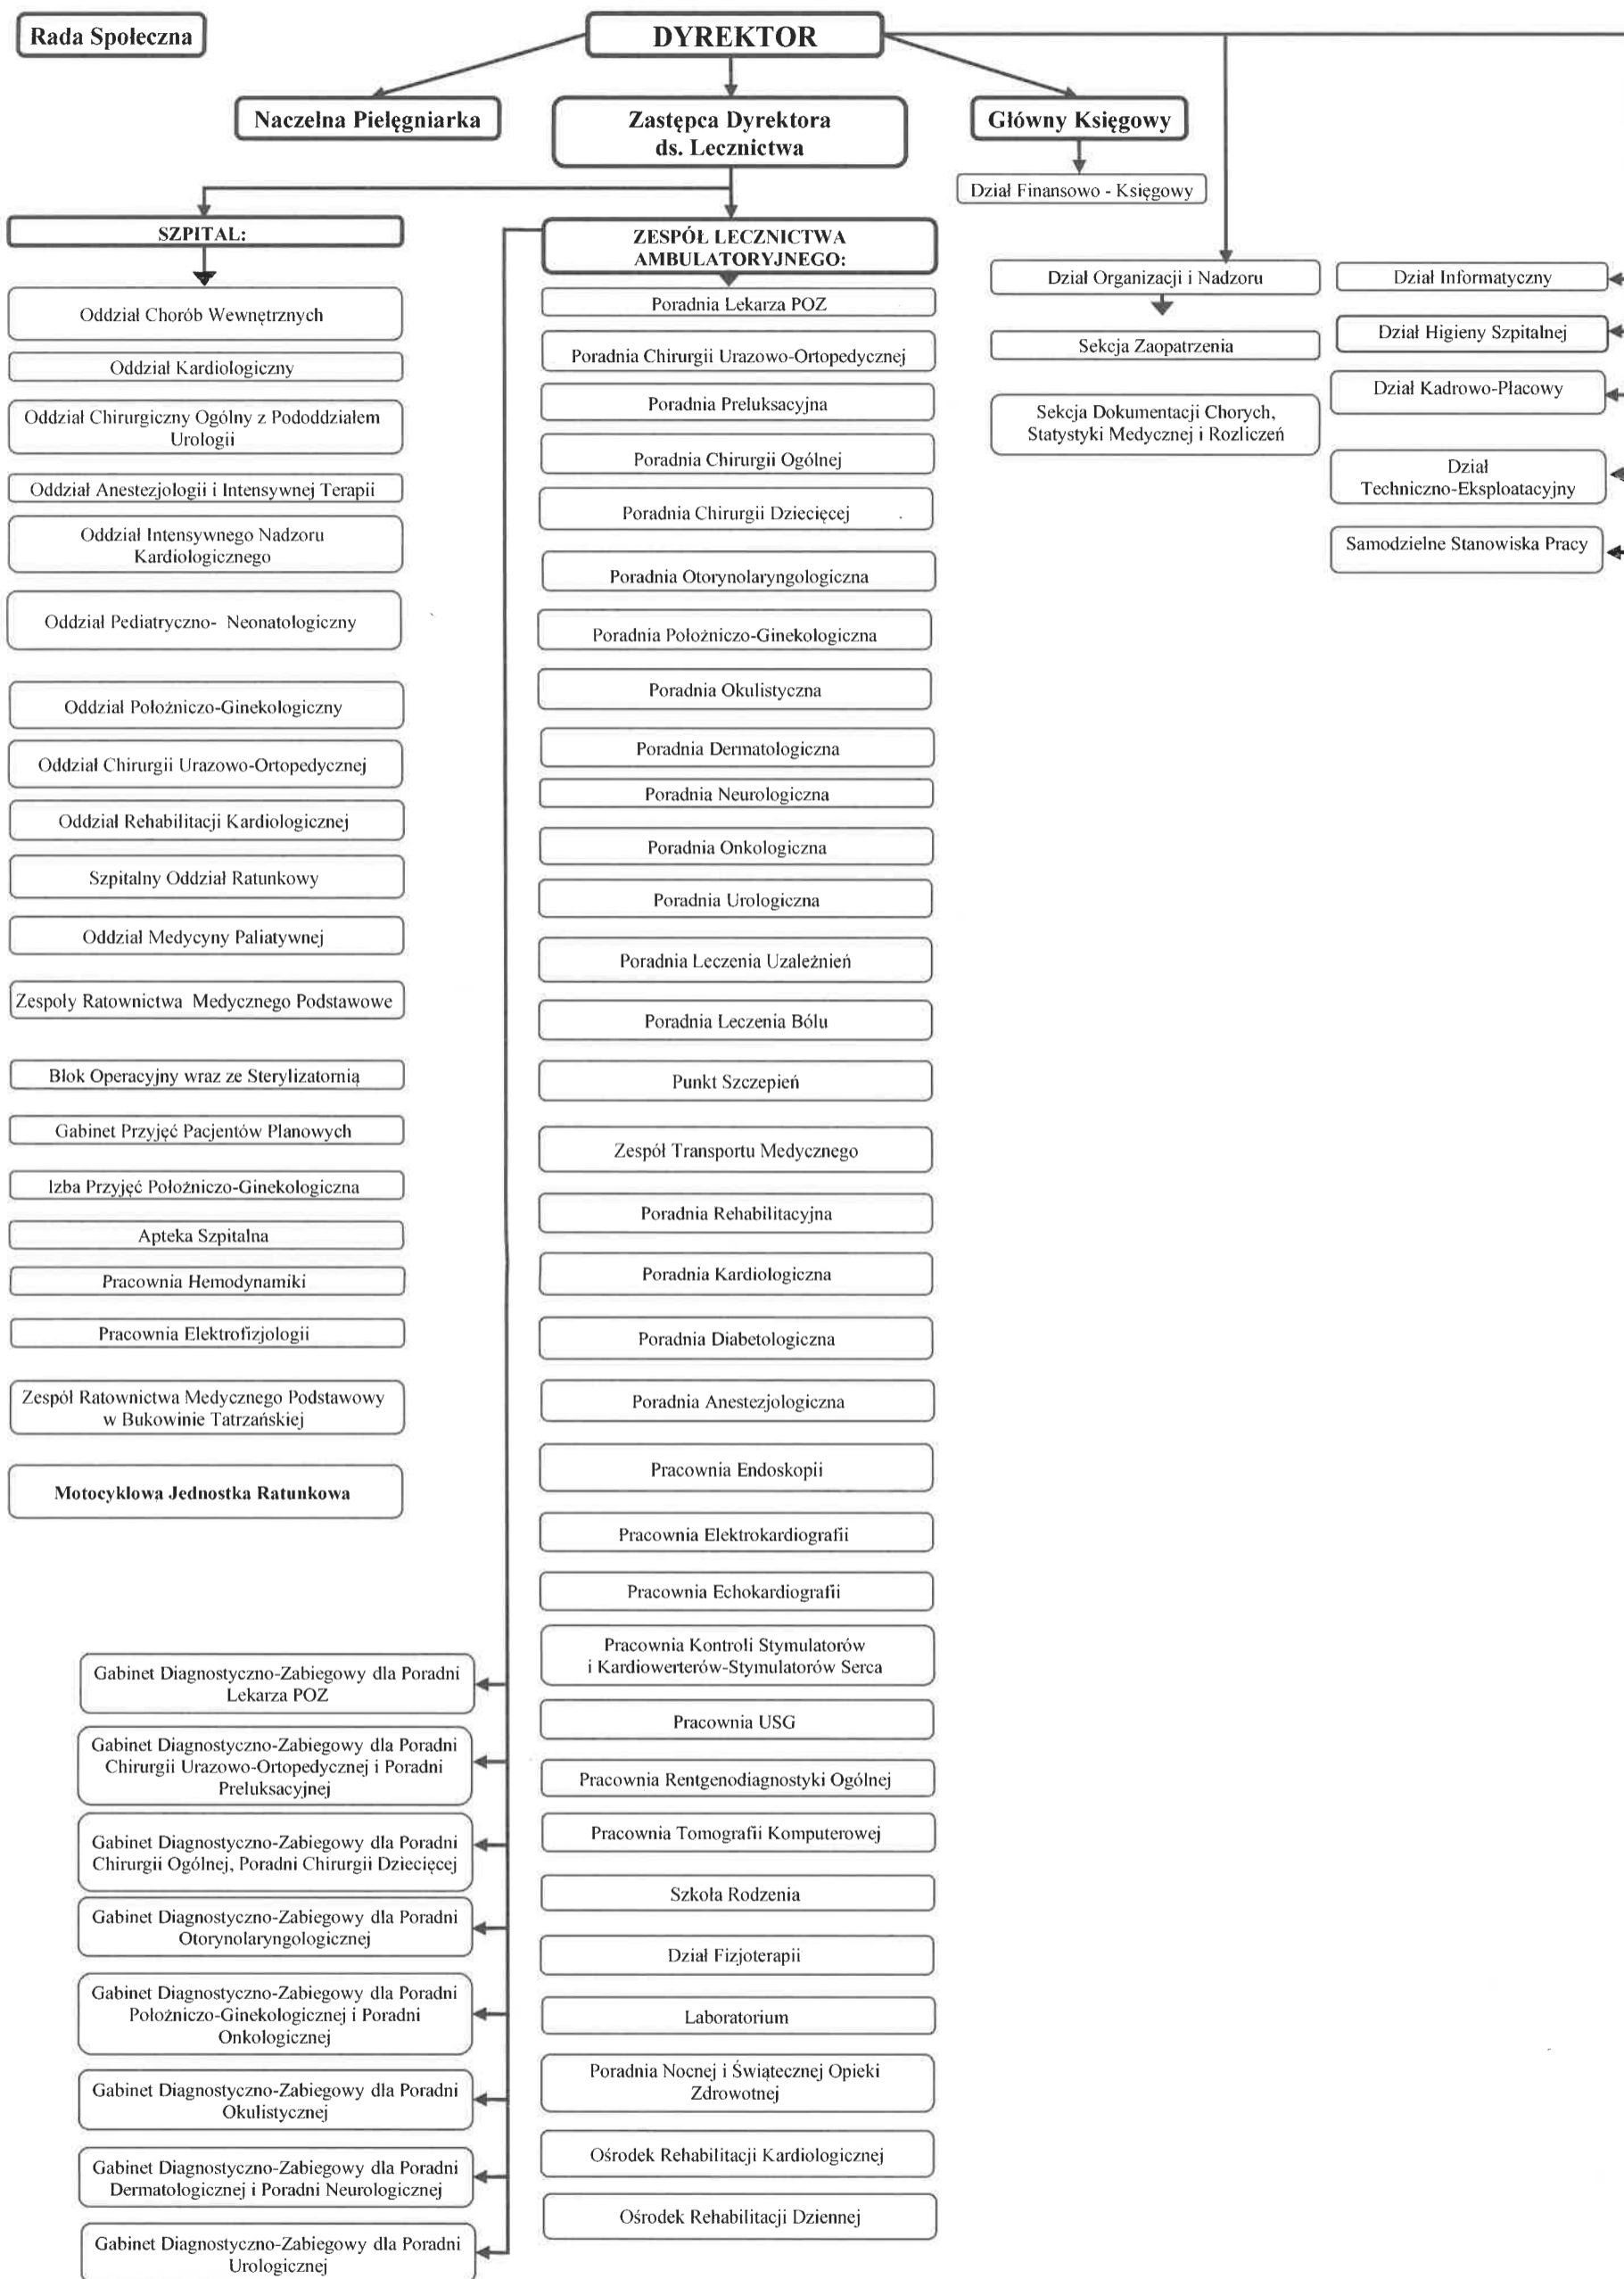 Rada Społeczna
DYREKTOR
Naczelna Pielęgniarka
Zastępca Dyrektora
ds. Lecznictwa
Główny Księgowy
Dział Finansowo - Księgowy
SZPITAL:
Oddział Chorób Wewnętrznych
Oddział Kardiologiczny
Oddział Chirurgiczny Ogólny z Pododdziałem
Urologii
Oddział Anestezjologii i Intensywnej Terapii
Oddział Intensywnego Nadzoru
Kardiologicznego
Oddział Pediatryczno- Neonatologiczny
Oddział Położniczo-Ginekologiczny
Oddział Chirurgii Urazowo-Ortopedycznej
Oddział Rehabilitacji Kardiologicznej
Szpitalny Oddział Ratunkowy
Oddział Medycyny Paliatywnej
Zespoły Ratownictwa Medycznego Podstawowe
Blok Operacyjny wraz ze Sterylizatornią
Gabinet Przyjęć Pacjentów Planowych
Izba Przyjęć Położniczo-Ginekologiczna
Apteka Szpitalna
Pracownia Hemodynamiki
Pracownia Elektrofizjologii
Zespół Ratownictwa Medycznego Podstawowy
w Bukowinie Tatrzańskiej
Motocyklowa Jednostka Ratunkowa
Gabinet Diagnostyczno-Zabiegowy dla Poradni
Lekarza POZ
Gabinet Diagnostyczno-Zabiegowy dla Poradni
Chirurgii Urazowo-Ortopedycznej i Poradni
Preluksacyjnej
Gabinet Diagnostyczno-Zabiegowy dla Poradni
Chirurgii Ogólnej, Poradni Chirurgii Dziecięcej
Gabinet Diagnostyczno-Zabiegowy dla Poradni
Otorynolaryngologicznej
Gabinet Diagnostyczno-Zabiegowy dla Poradni
Położniczo-Ginekologicznej i Poradni
Onkologicznej
Gabinet Diagnostyczno-Zabiegowy dla Poradni
Okulistycznej
Gabinet Diagnostyczno-Zabiegowy dla Poradni
Dermatologicznej i Poradni Neurologicznej
Gabinet Diagnostyczno-Zabiegowy dla Poradni
Urologicznej
ZESPÓŁ LECZNICTWA
AMBULATORYJNEGO:
Poradnia Lekarza POZ
Poradnia Chirurgii Urazowo-Ortopedycznej
Poradnia Preluksacyjna
Poradnia Chirurgii Ogólnej
Poradnia Chirurgii Dziecięcej
Poradnia Otorynolaryngologiczna
Poradnia Położniczo-Ginekologiczna
Poradnia Okulistyczna
Poradnia Dermatologiczna
Poradnia Neurologiczna
Poradnia Onkologiczna
Poradnia Urologiczna
Poradnia Leczenia Uzależnień
Poradnia Leczenia Bólu
Punkt Szczepień
Zespół Transportu Medycznego
Poradnia Rehabilitacyjna
Poradnia Kardiologiczna
Poradnia Diabetologiczna
Poradnia Anestezjologiczna
Pracownia Endoskopii
Pracownia Elektrokardiografii
Pracownia Echokardiografii
Pracownia Kontroli Stymulatorów
i Kardiowerterów-Stymulatorów Serca
Pracownia USG
Pracownia Rentgenodiagnostyki Ogólnej
Pracownia Tomografii Komputerowej
Szkoła Rodzenia
Dział Fizjoterapii
Laboratorium
Poradnia Nocnej i Świątecznej Opieki
Zdrowotnej
Ośrodek Rehabilitacji Kardiologicznej
Ośrodek Rehabilitacji Dziennej
Dział Organizacji i Nadzoru
Sekcja Zaopatrzenia
Sekcja Dokumentacji Chorych,
Statystyki Medycznej i Rozliczeń
Dział Informatyczny
Dział Higieny Szpitalnej
Dział Kadrowo-Płacowy
Dział
Techniczno-Eksploatacyjny
Samodzielne Stanowiska Pracy